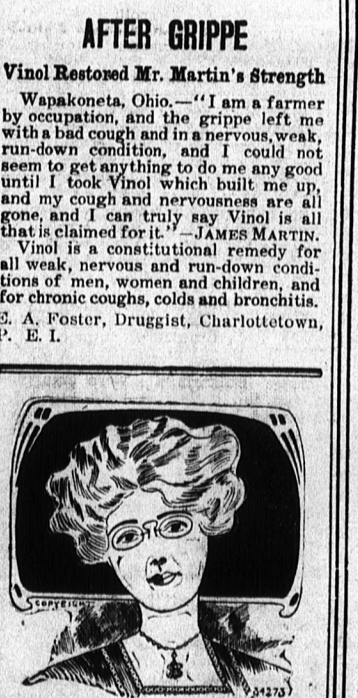 AFTER GRIPPE
Vinol Restored Mr. Martin's Strength
Wapakoneta, Ohio.—"I am a farmer
by occupation, and the grippe left me
with a bad cough and in a nervous, weak,
run-down condition, and I could not
seem to get anything to do me any good
until I took Vinol which built me up,
and my cough and nervousness are all
gone, and I can truly say Vinol is all
that is claimed for it."—JAMES MARTIN.
Vinol is a constitutional remedy for
all weak, nervous and run-down condi-
tions of men, women and children, and
for chronic coughs, colds and bronchitis.
E. A. Foster, Druggist, Charlottetown,
P. E. I.
COPYRIGHT